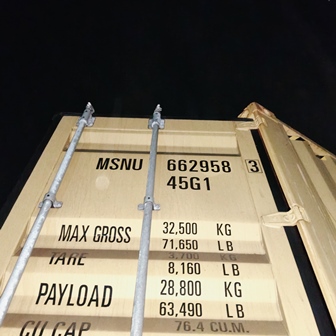 MSNU 662958 3
45G1
MAX GROSS 32,500 KG
71,650 LB
TARE 3,700 KG
8,160 LB
PAYLOAD 28,800 KG
63,490 LB
CU.CAP 76.4 CU.M.